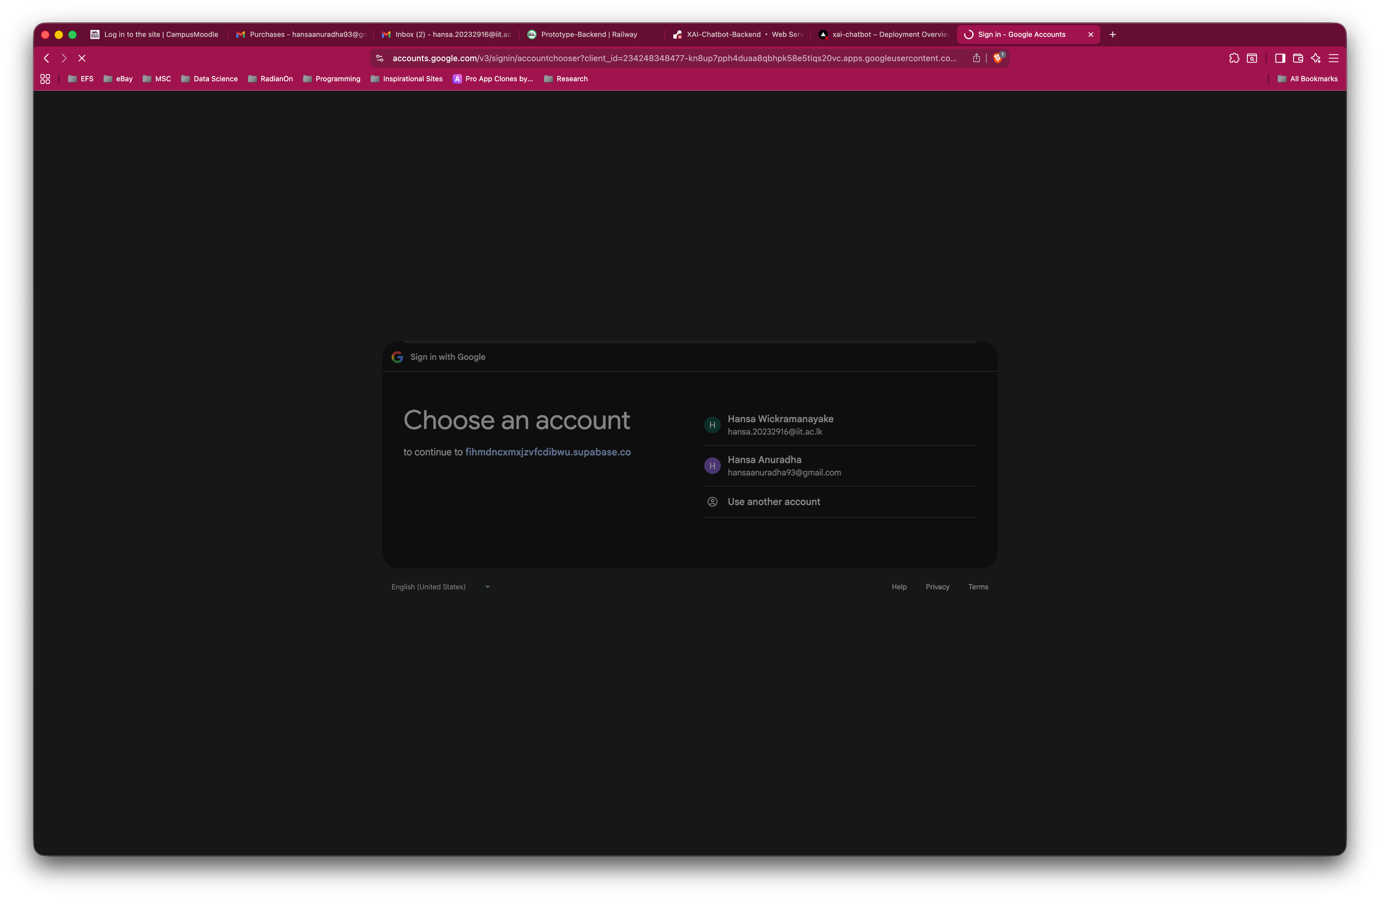 Log in to the site | CampusMoodle
Purchases - hansaanuradha93@g
Inbox (2) - hansa.20232916@iit.ac
Prototype-Backend | Railway
XAI-Chatbot-Backend • Web Serv
xai-chatbot – Deployment Overvie
Sign in - Google Accounts
accounts.google.com/v3/signin/accountchooser?client_id=234248348477-kn8up7pph4duaa8qbhpk58e5tlqs20vc.apps.googleusercontent.co...
EFS
eBay
MSC
Data Science
RadianOn
Programming
Inspirational Sites
A Pro App Clones by...
Research
All Bookmarks
Sign in with Google
Choose an account
to continue to fihmdncxmxjzvfcdibwu.supabase.co
H
Hansa Wickramanayake
hansa.20232916@iit.ac.lk
H
Hansa Anuradha
hansaanuradha93@gmail.com
Use another account
English (United States)
Help
Privacy
Terms